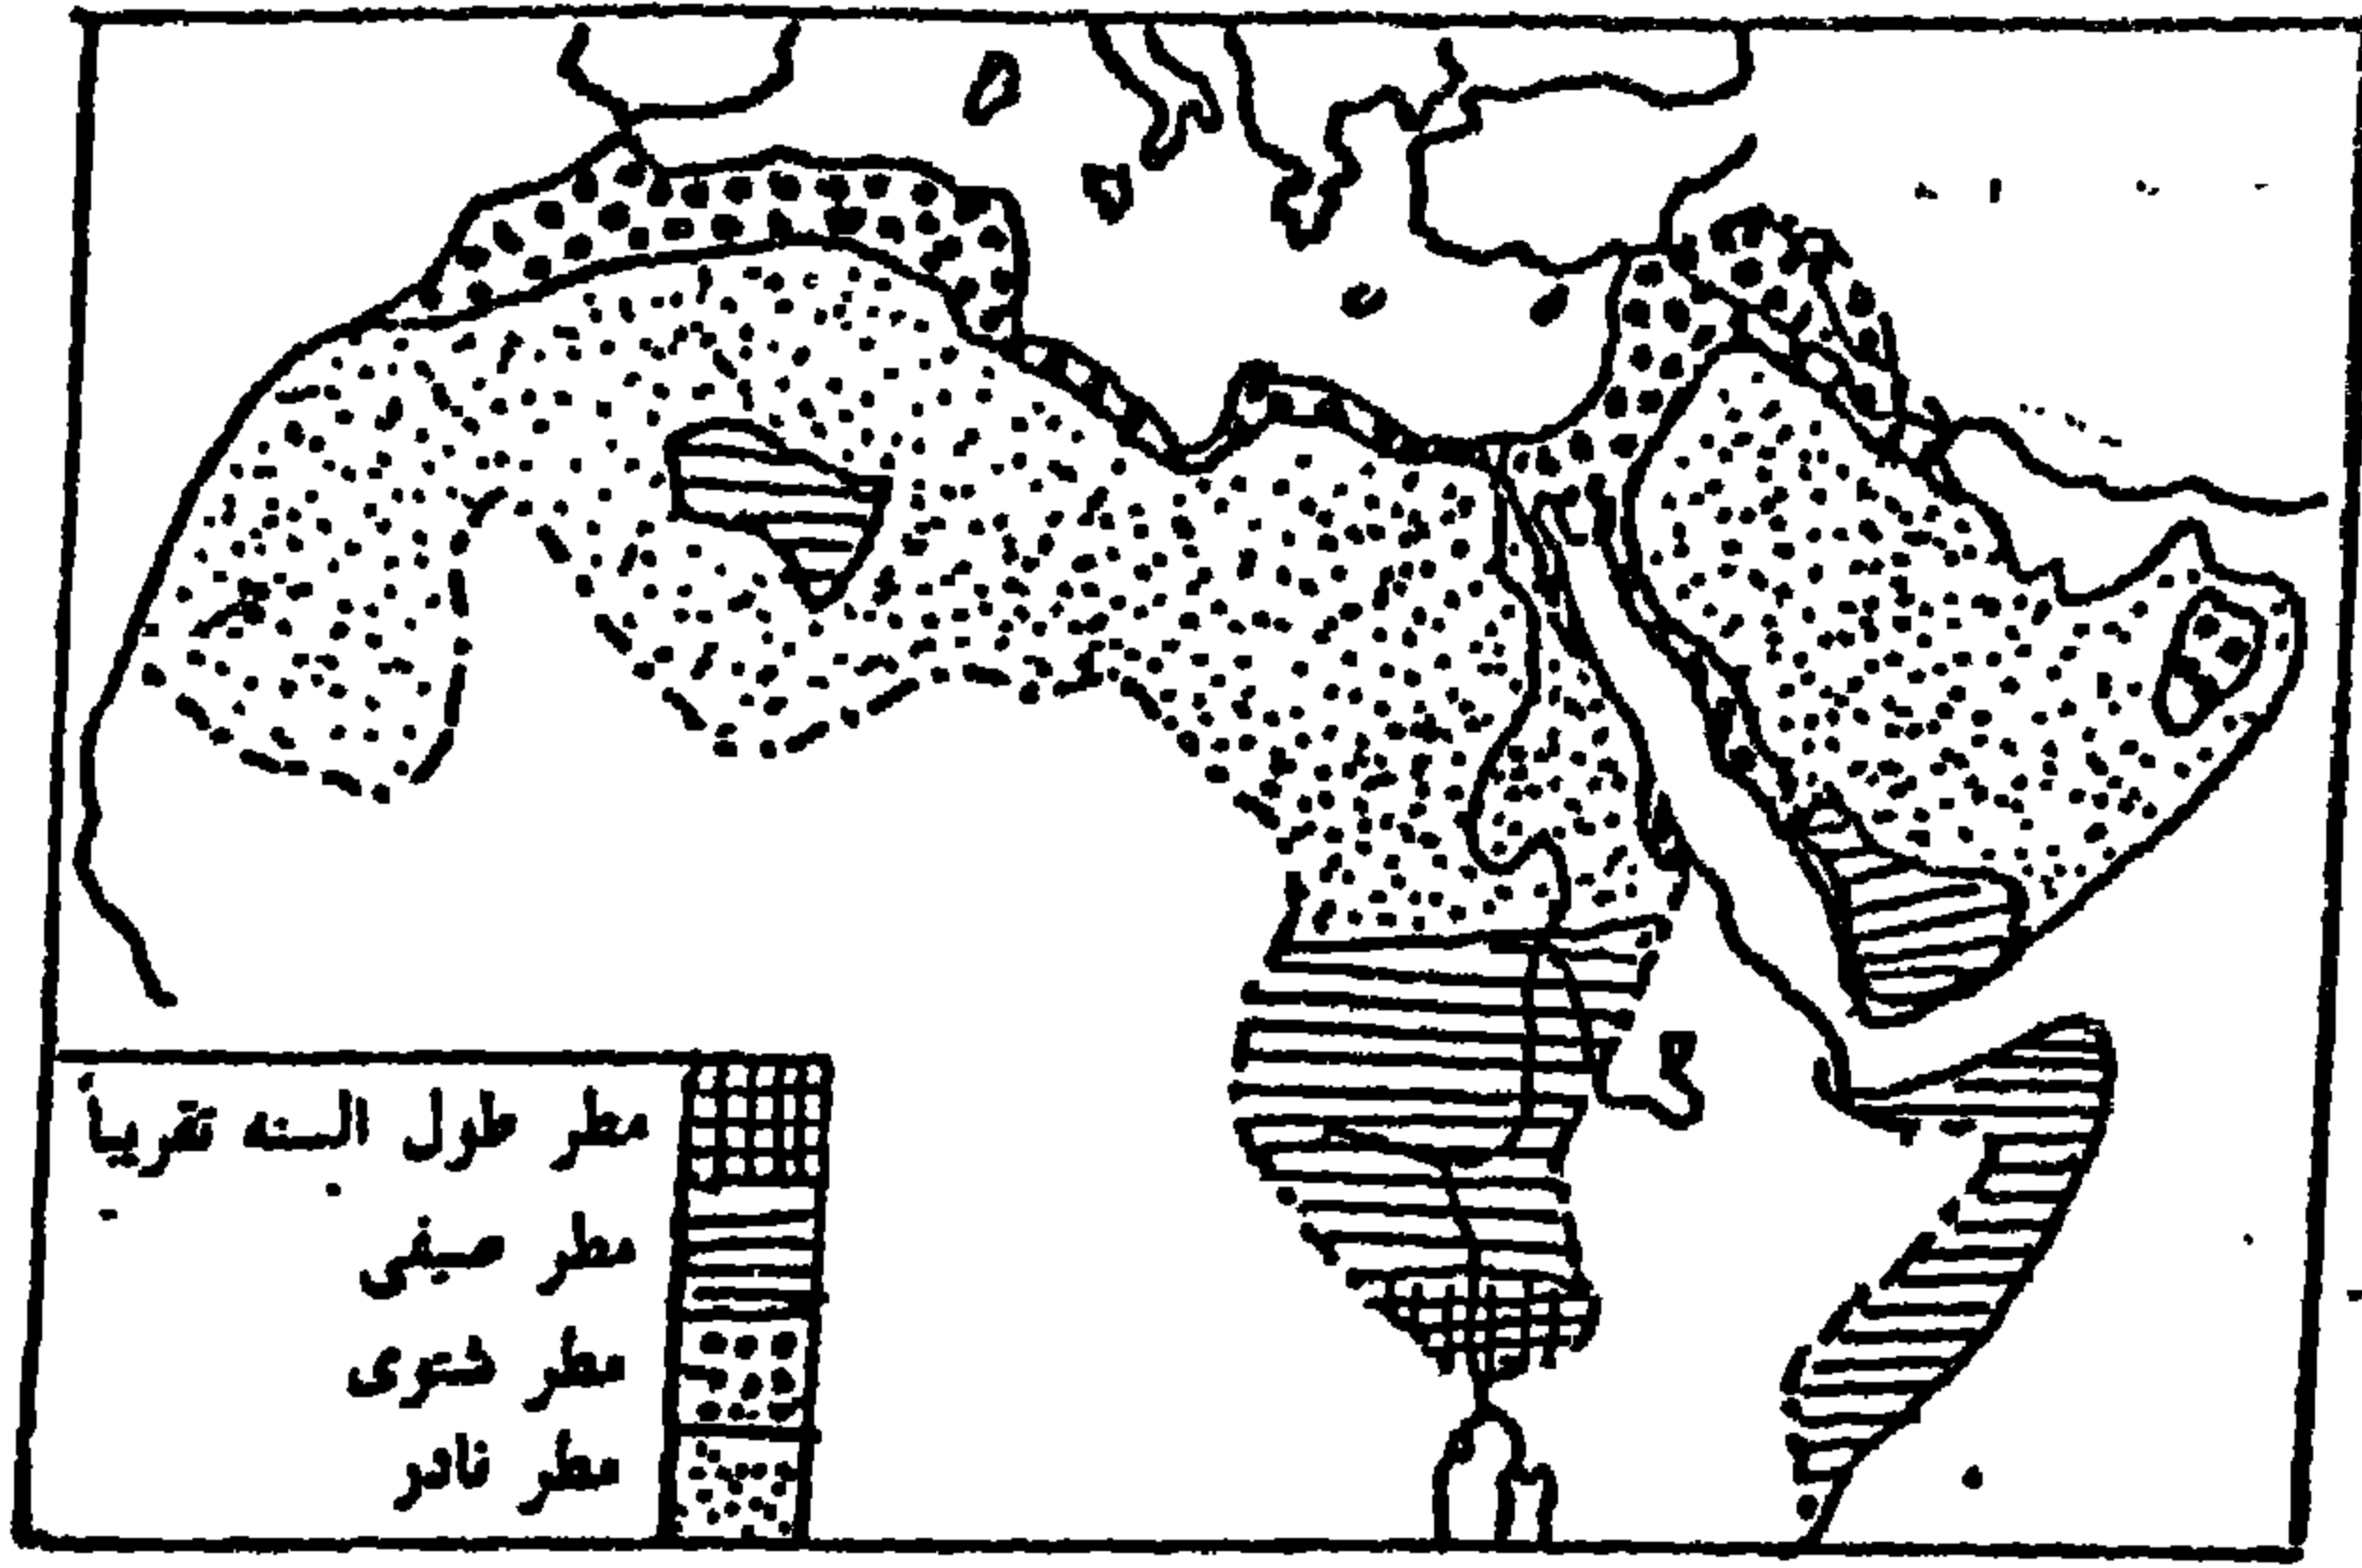 مطر طول السنه تقريباً
مطر صيفى
مطر شتوى
مطر نادر